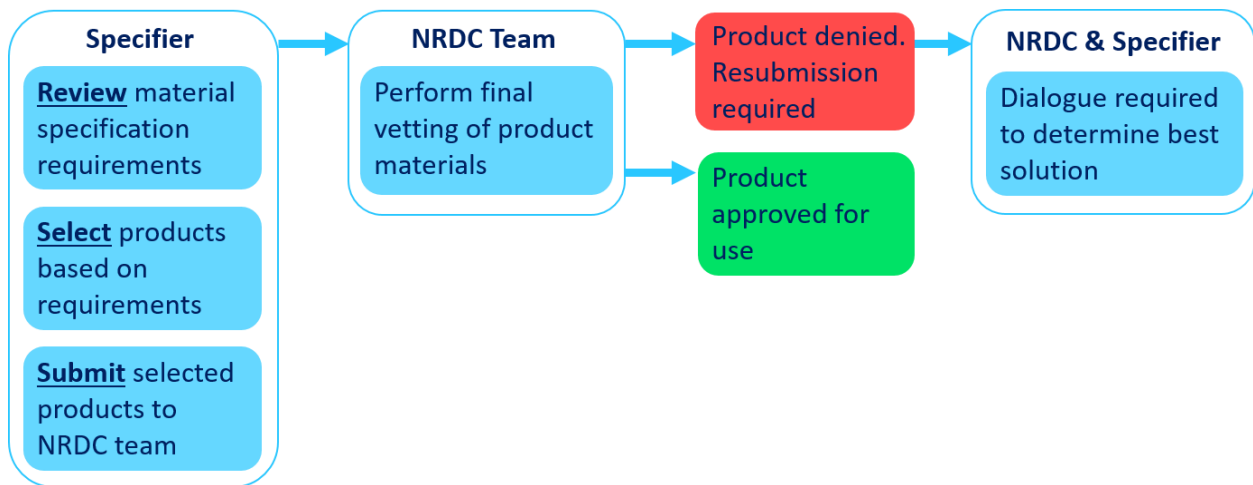 Specifier
Review material
specification
requirements
Select products
based on
requirements
Submit selected
products to
NRDC team
NRDC Team
Perform final
vetting of product
materials
Product denied.
Resubmission
required
Product
approved for
use
NRDC & Specifier
Dialogue required
to determine best
solution